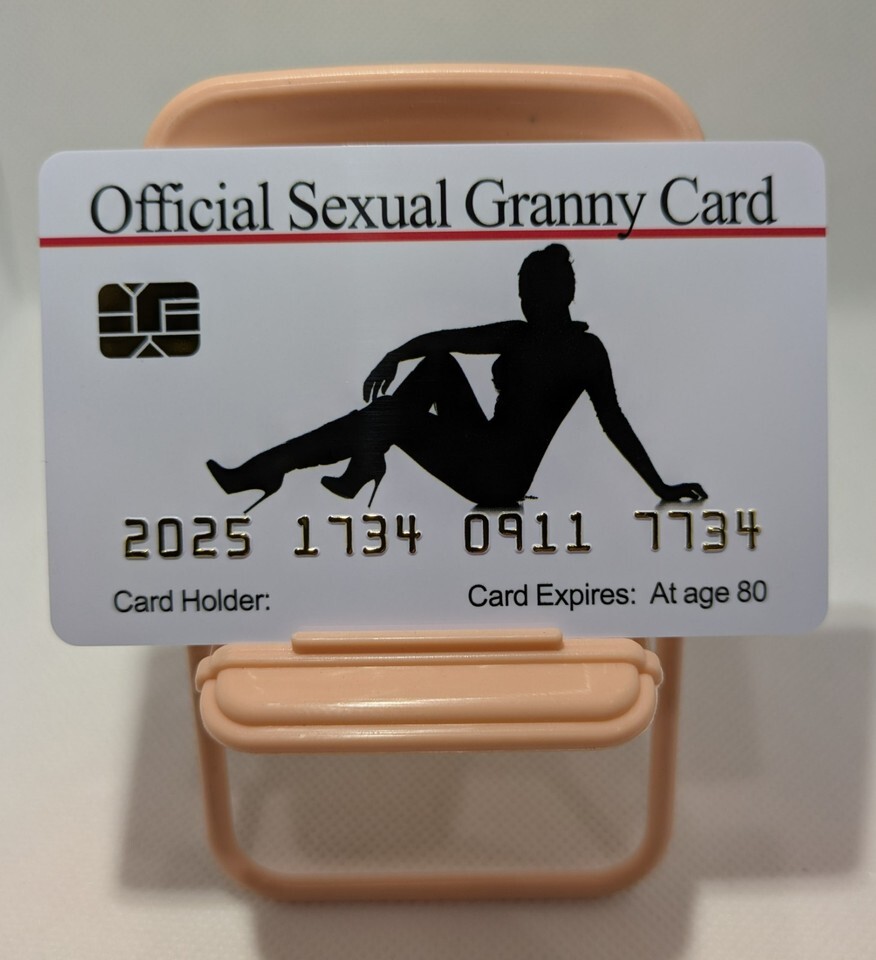 Official Sexual Granny Card
2025 1734 0911 7734
Card Holder: Card Expires: At age 80